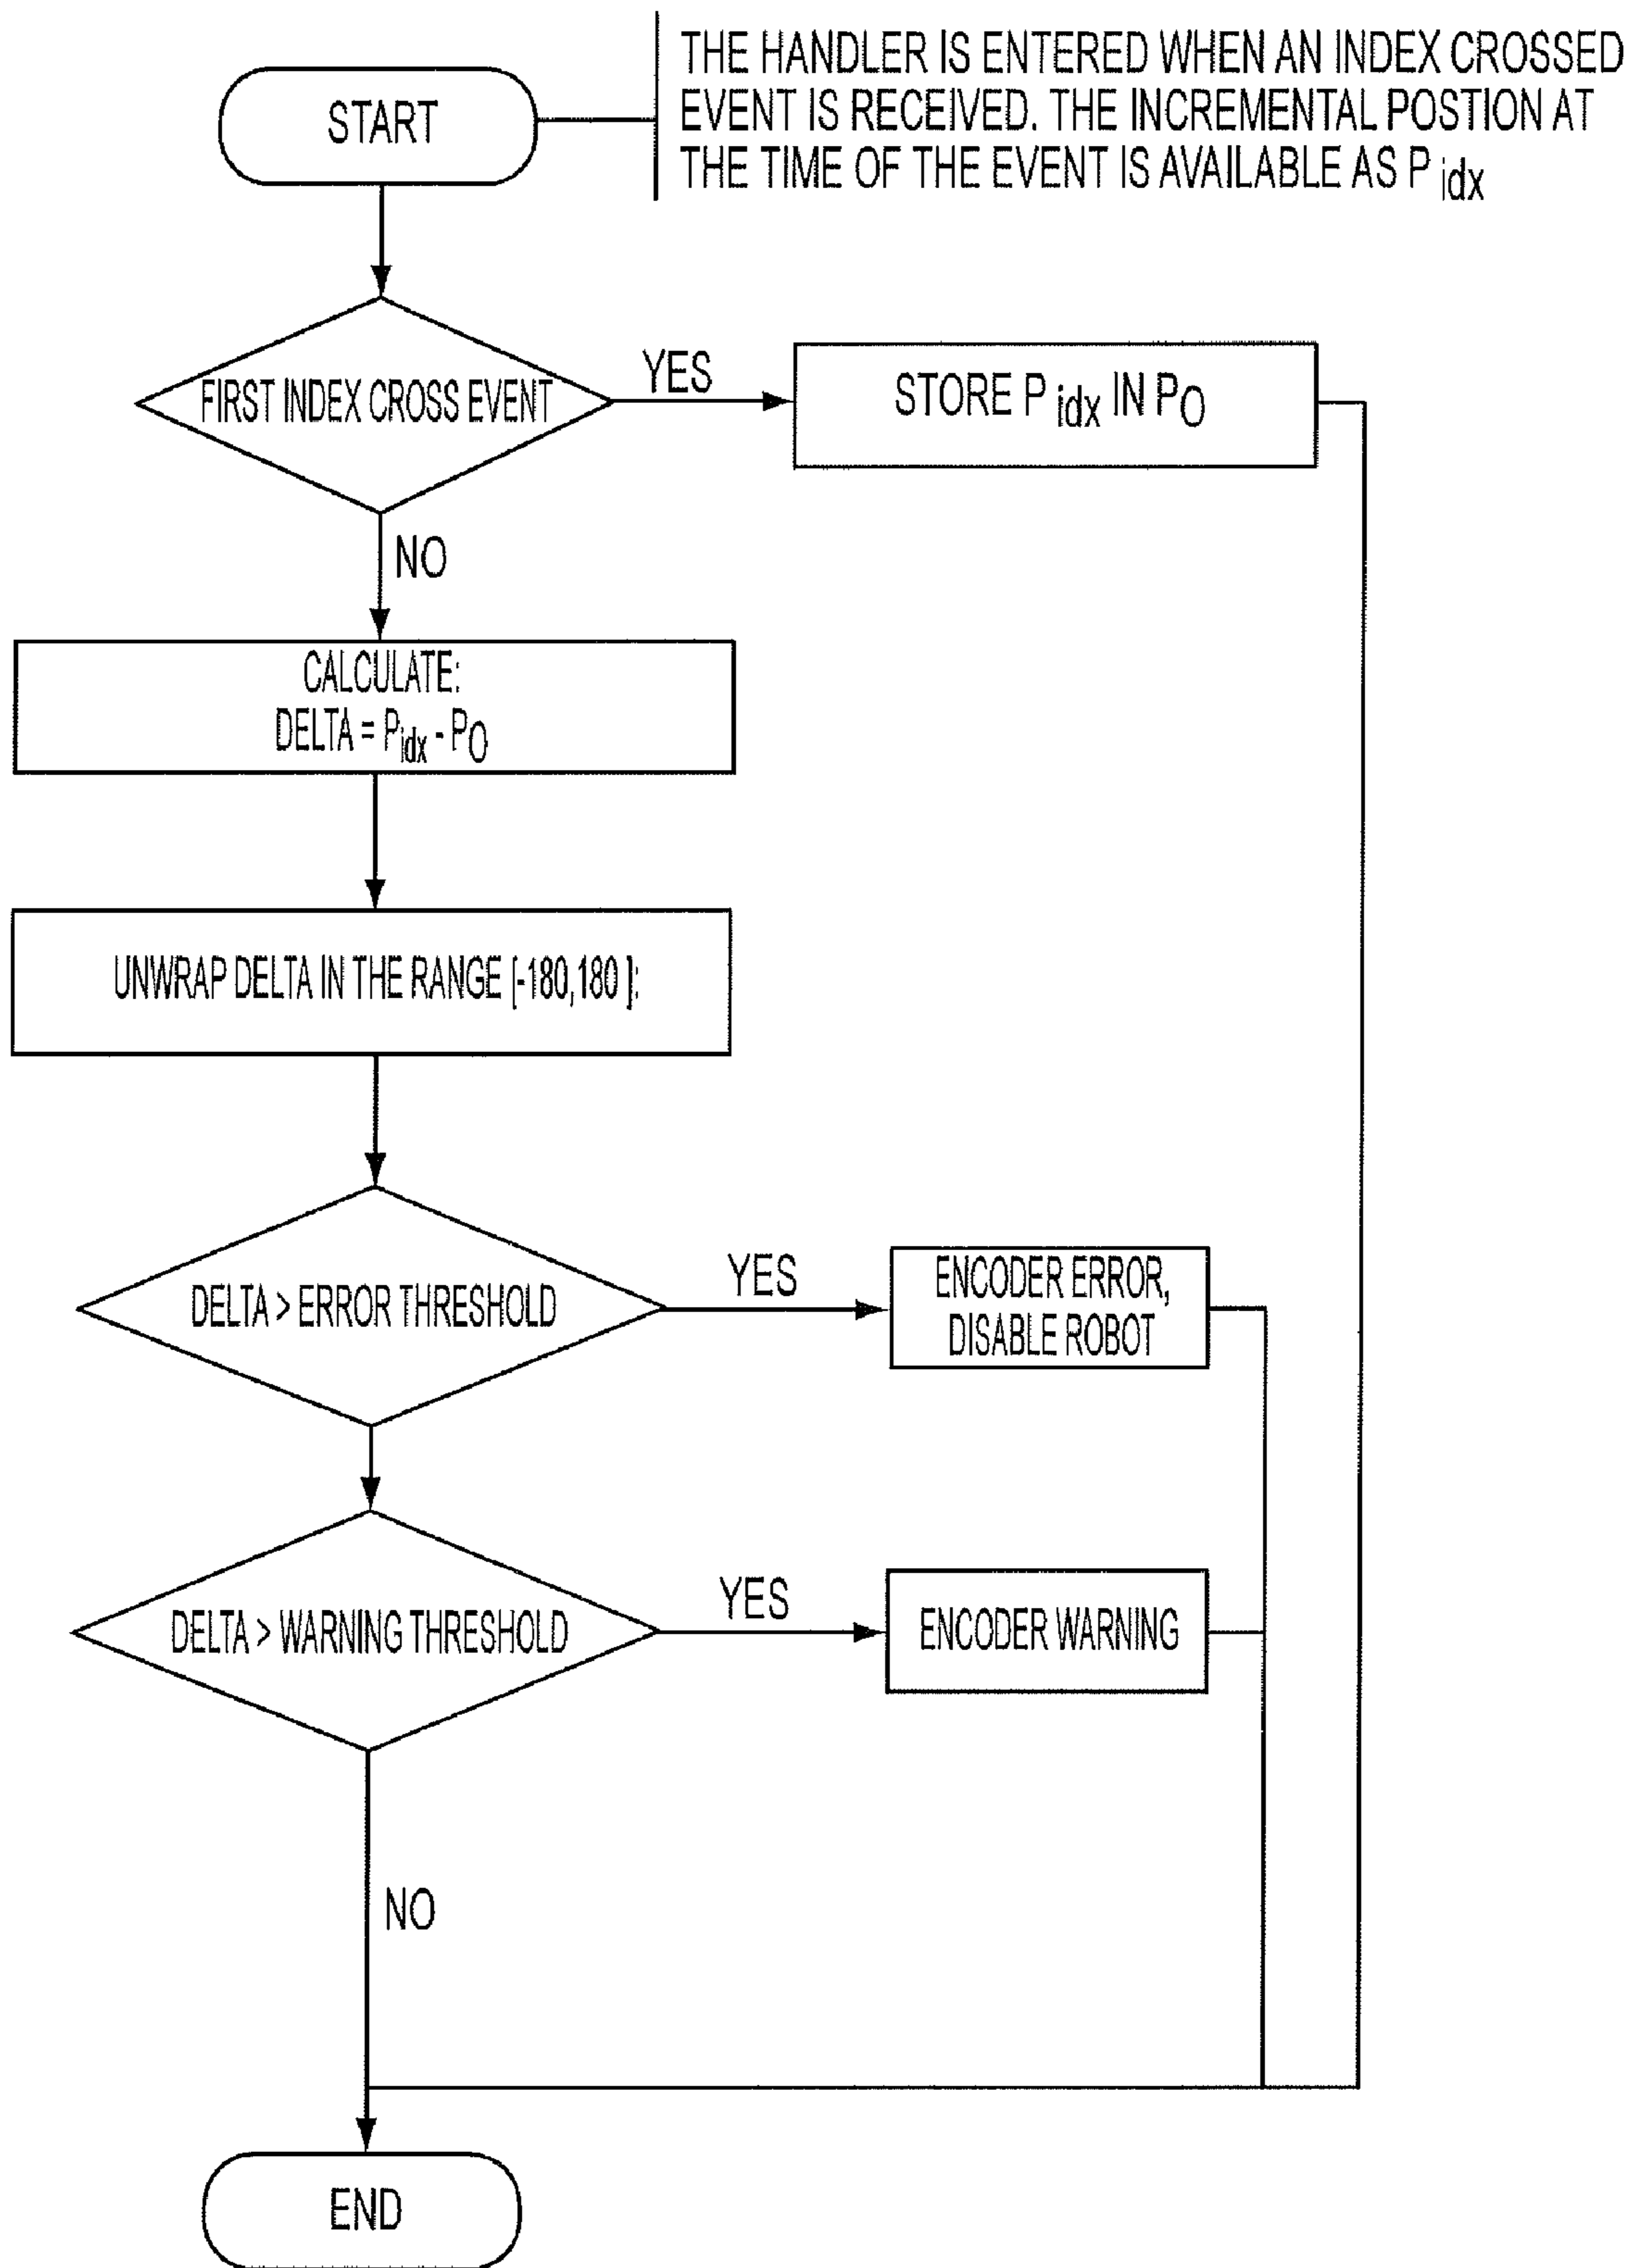 START
THE HANDLER IS ENTERED WHEN AN INDEX CROSSED
EVENT IS RECEIVED. THE INCREMENTAL POSTION AT
THE TIME OF THE EVENT IS AVAILABLE AS P idx
FIRST INDEX CROSS EVENT
YES
STORE P idx IN PO
NO
CALCULATE:
DELTA = Pidx - PO
UNWRAP DELTA IN THE RANGE [-180,180 ]:
DELTA > ERROR THRESHOLD
YES
ENCODER ERROR,
DISABLE ROBOT
DELTA > WARNING THRESHOLD
YES
ENCODER WARNING
NO
END